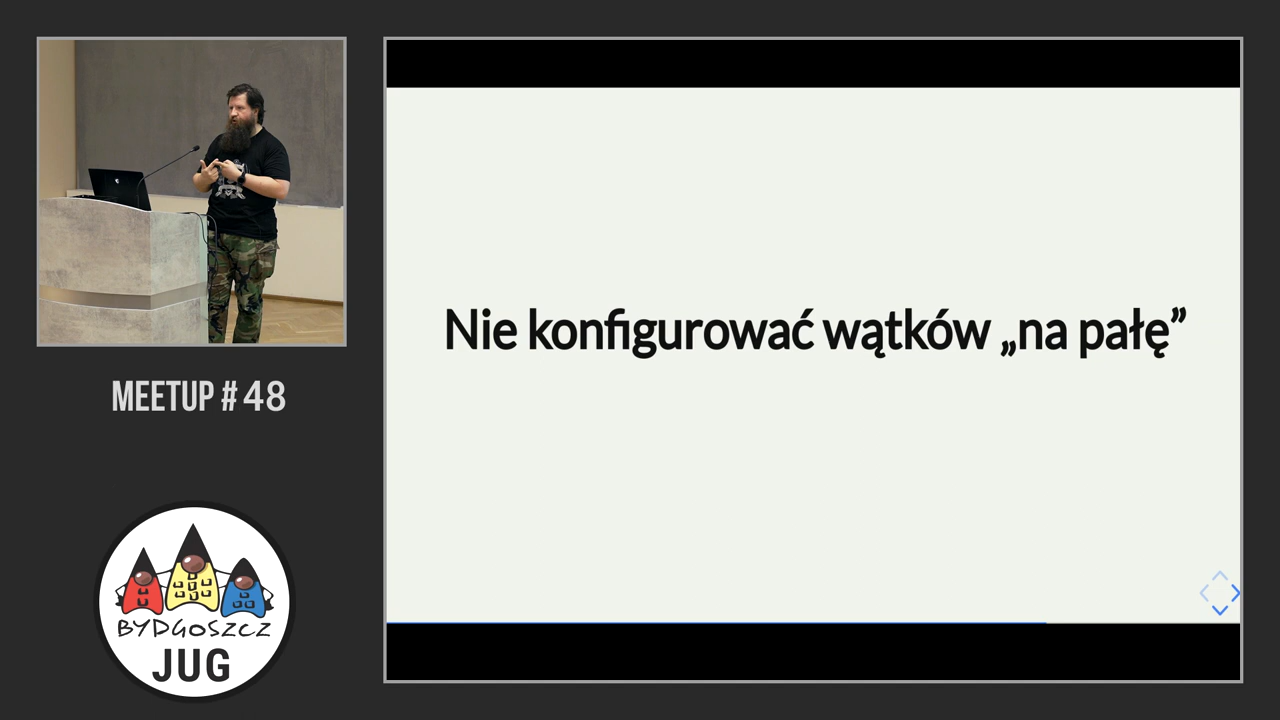 MEETUP # 48
BYDGOSZCZ
JUG
Nie konfigurować wątków „na pałę”